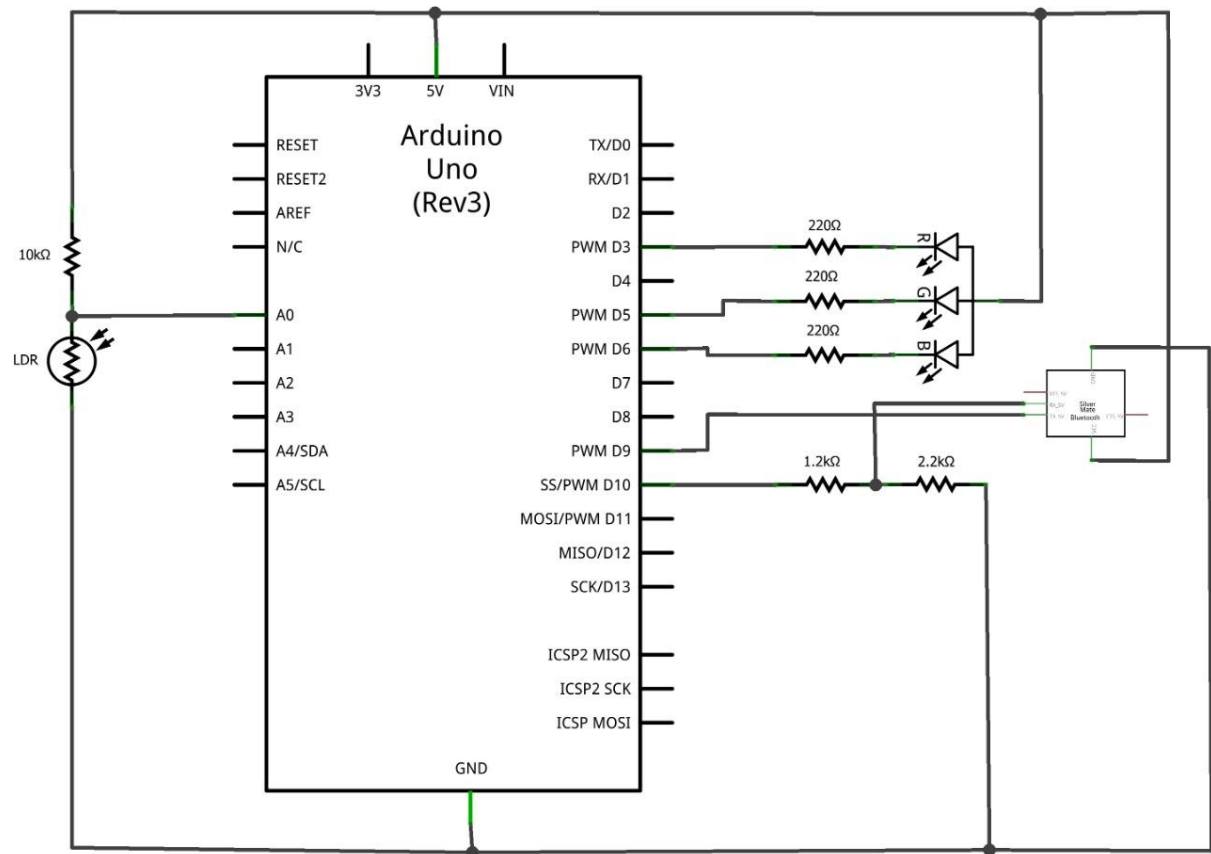 3V3
5V
VIN
Arduino
Uno
(Rev3)
RESET
RESET2
AREF
N/C
A0
A1
A2
A3
A4/SDA
A5/SCL
TX/D0
RX/D1
D2
PWM D3
D4
PWM D5
PWM D6
D7
D8
PWM D9
SS/PWM D10
MOSI/PWM D11
MISO/D12
SCK/D13
ICSP2 MISO
ICSP2 SCK
ICSP MOSI
GND
10kΩ
LDR
220Ω
R
220Ω
G
220Ω
B
1.2kΩ
2.2kΩ
GND
Silver
Mate
Bluetooth
VCC